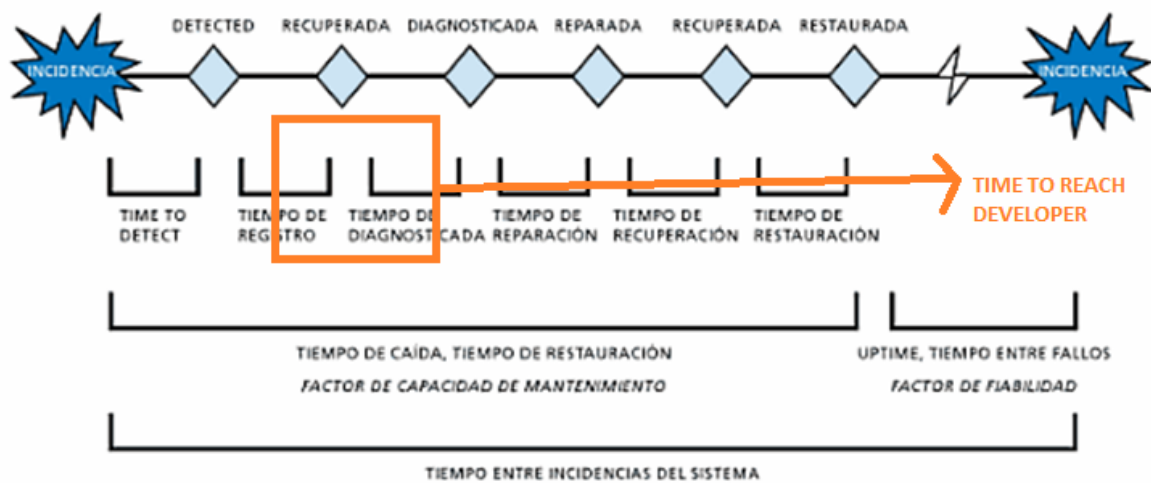 DETECTED RECUPERADA DIAGNOSTICADA REPARADA RECUPERADA RESTAURADA
INCIDENCIA
INCIDENCIA
TIME TO REACH
DEVELOPER
TIME TO
DETECT
TIEMPO DE
REGISTRO
TIEMPO DE
DIAGNOSTICADA
TIEMPO DE
REPARACIÓN
TIEMPO DE
RECUPERACIÓN
TIEMPO DE
RESTAURACIÓN
TIEMPO DE CAÍDA, TIEMPO DE RESTAURACIÓN
FACTOR DE CAPACIDAD DE MANTENIMIENTO
UPTIME, TIEMPO ENTRE FALLOS
FACTOR DE FIABILIDAD
TIEMPO ENTRE INCIDENCIAS DEL SISTEMA